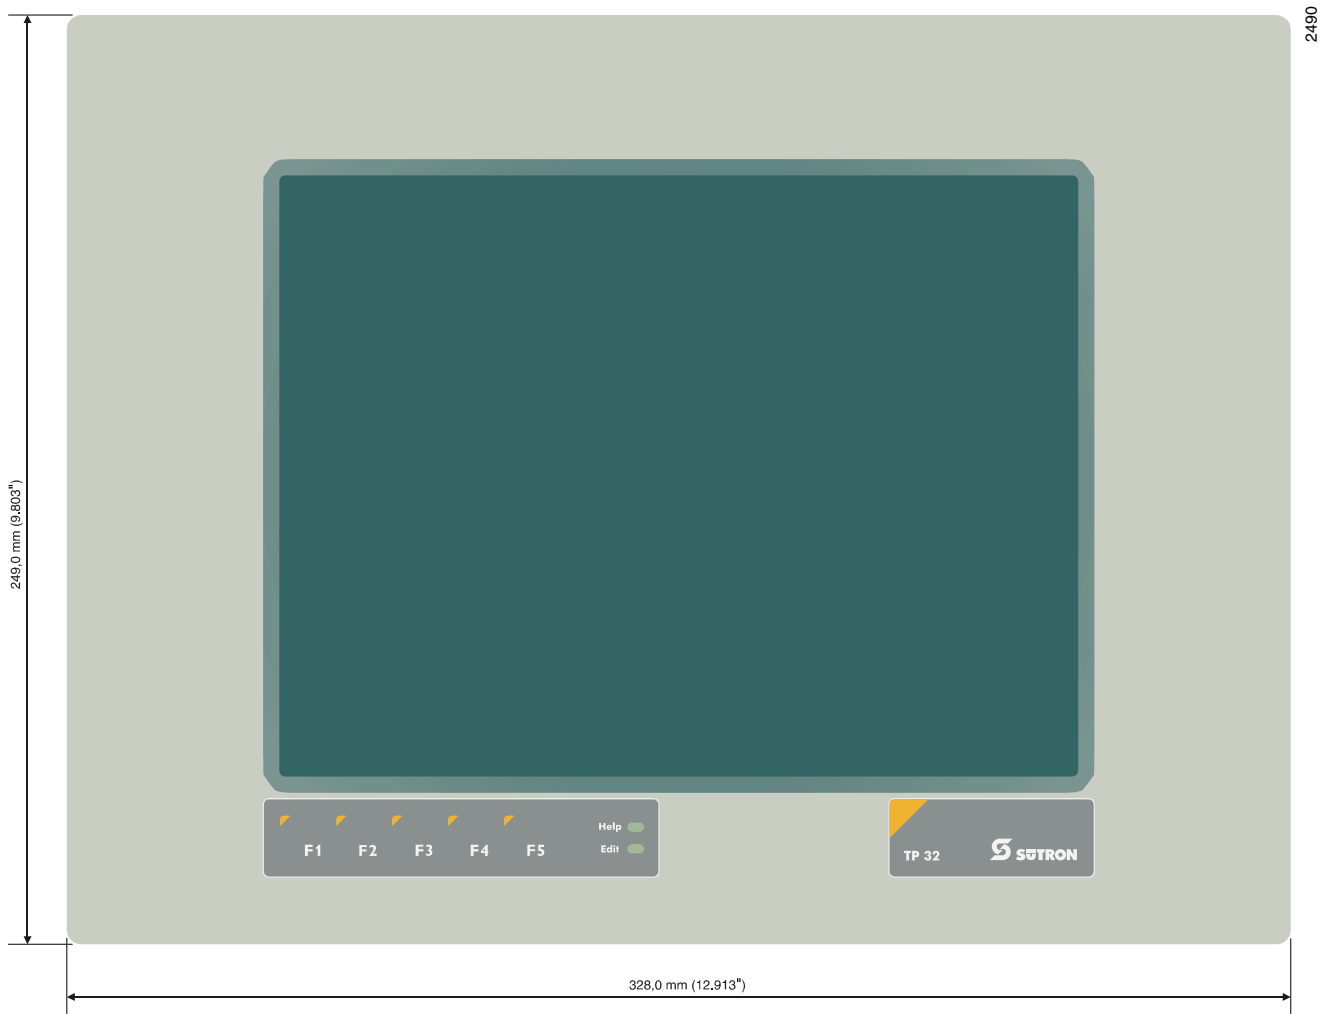 2490
249,0 mm (9.803")
F1 F2 F3 F4 F5
Help
Edit
TP 32
SÜTRON
328,0 mm (12.913")